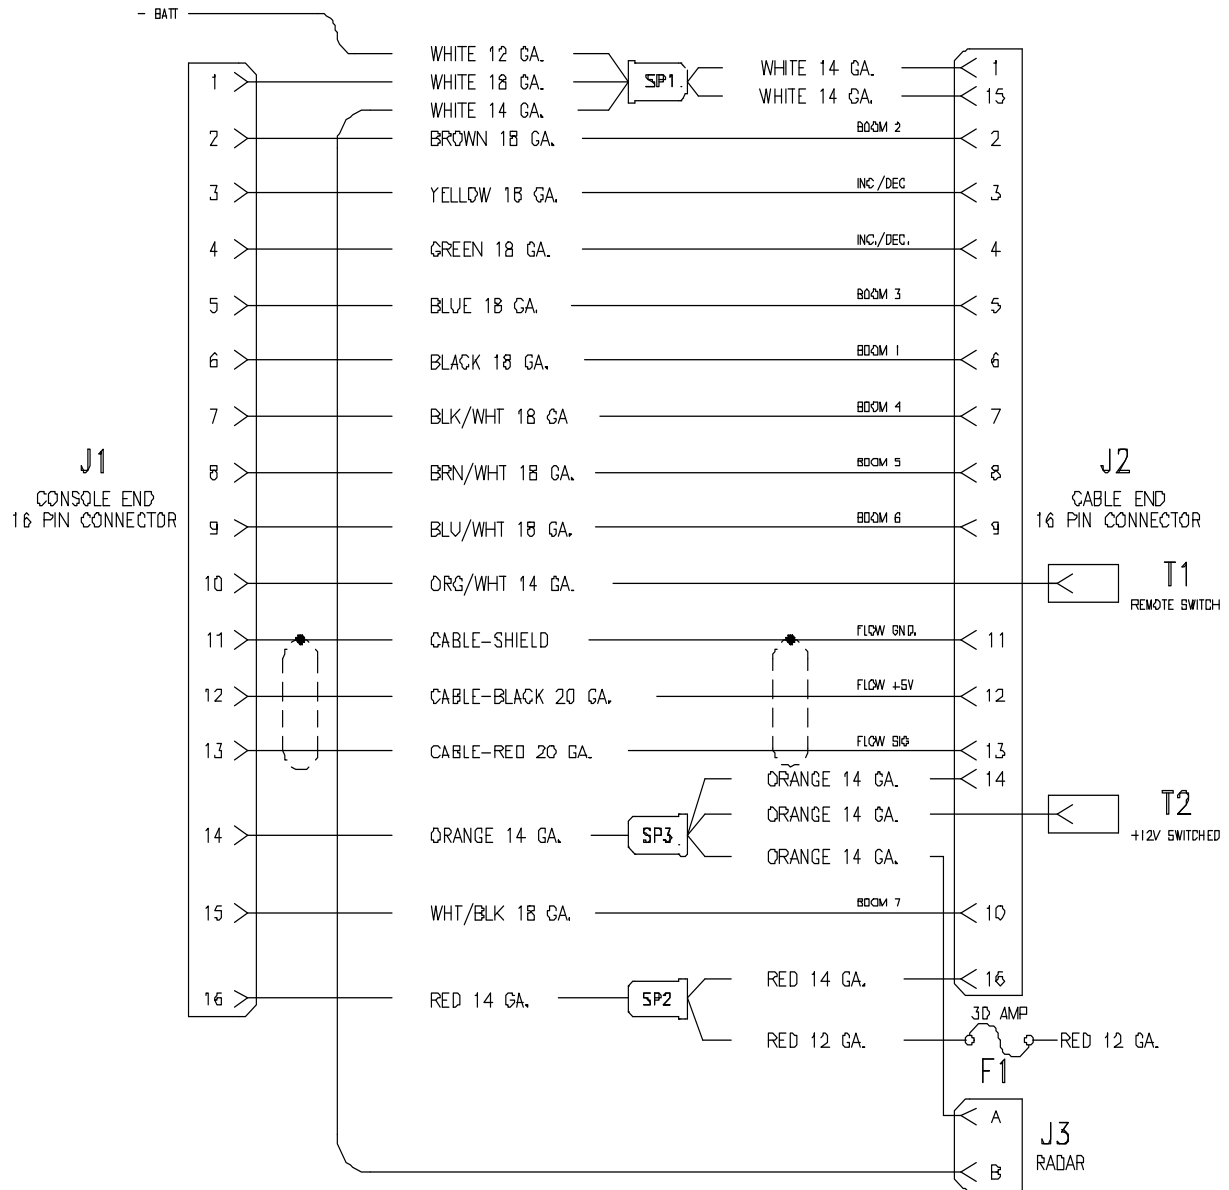 - BATT
WHITE 12 GA.
1 WHITE 18 GA. SP1 WHITE 14 GA. 1
WHITE 14 GA. WHITE 14 GA. 15
2 BROWN 18 GA. BOOM 2 2
3 YELLOW 18 GA. INC/DEC 3
4 GREEN 18 GA. INC./DEC. 4
5 BLUE 18 GA. BOOM 3 5
6 BLACK 18 GA. BOOM 1 6
7 BLK/WHT 18 GA BOOM 4 7
J1
CONSOLE END
16 PIN CONNECTOR
8 BRN/WHT 18 GA. BOOM 5 8
J2
CABLE END
16 PIN CONNECTOR
9 BLU/WHT 18 GA. BOOM 6 9
10 ORG/WHT 14 GA. T1
REMOTE SWITCH
11 CABLE-SHIELD FLOW GND. 11
12 CABLE-BLACK 20 GA. FLOW +5V 12
13 CABLE-RED 20 GA. FLOW SIG 13
ORANGE 14 GA. 14
ORANGE 14 GA. T2
+12V SWITCHED
14 ORANGE 14 GA. SP3
ORANGE 14 GA.
15 WHT/BLK 18 GA. BOOM 7 10
RED 14 GA. 16
16 RED 14 GA. SP2
30 AMP
RED 12 GA. RED 12 GA.
F1
A
J3
RADAR
B